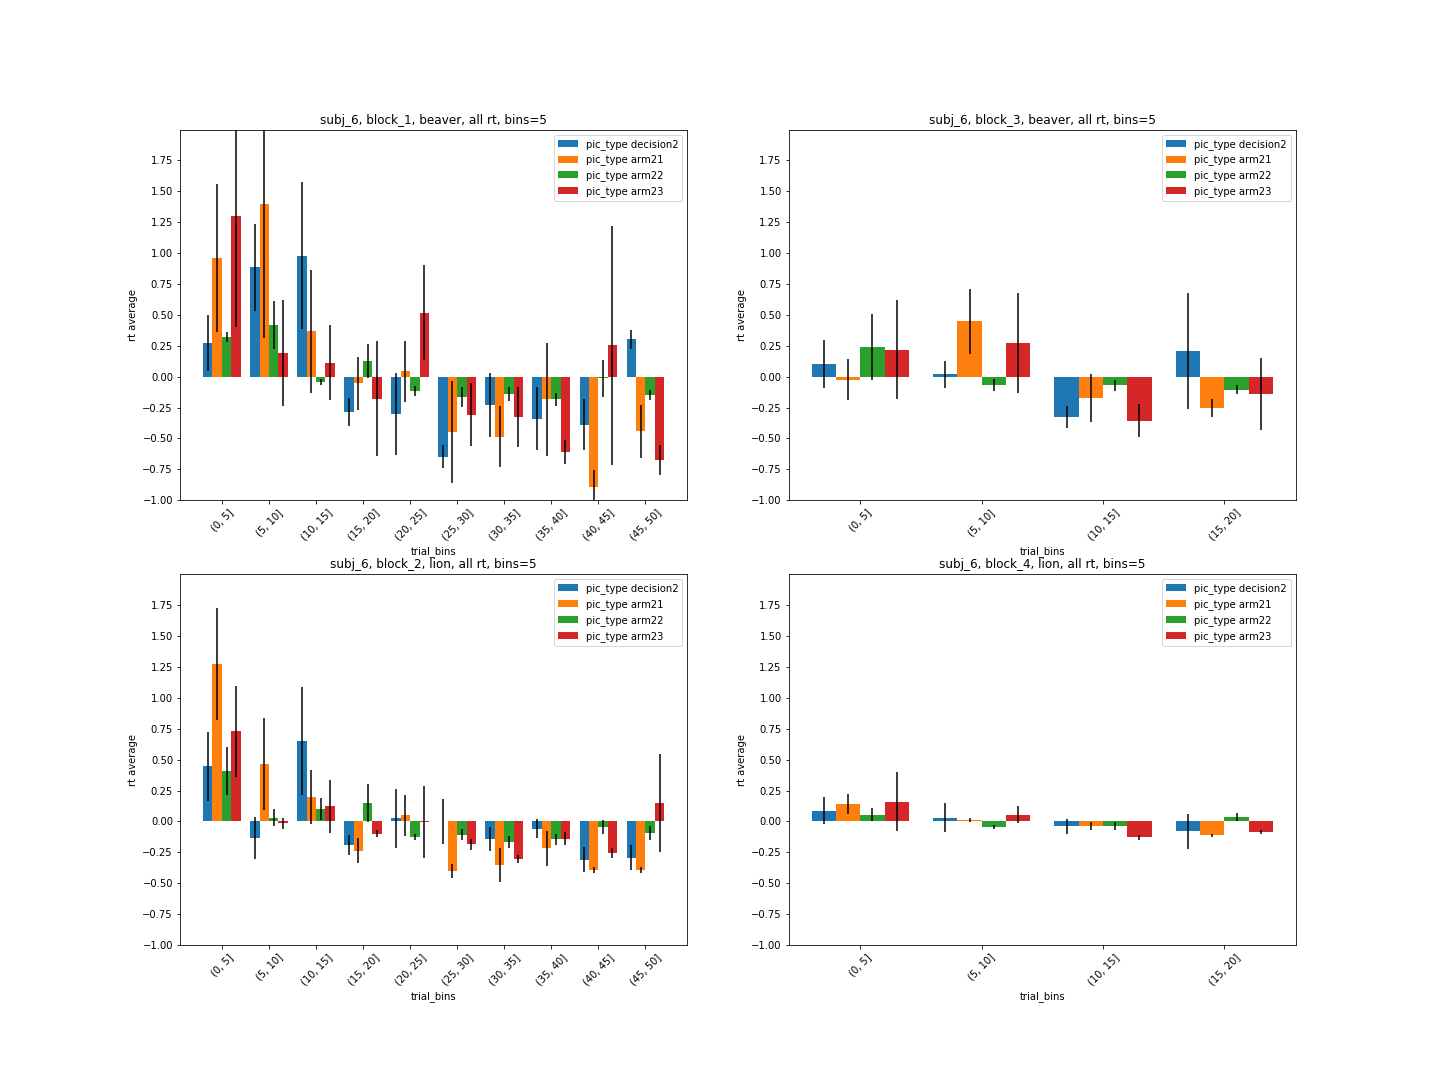 subj_6, block_1, beaver, all rt, bins=5
pic_type decision2
pic_type arm21
pic_type arm22
pic_type arm23
1.75
1.50
1.25
1.00
0.75
0.50
0.25
0.00
−0.25
−0.50
−0.75
−1.00
rt average
(0, 5]
(5, 10]
(10, 15]
(15, 20]
(20, 25]
(25, 30]
(30, 35]
(35, 40]
(40, 45]
(45, 50]
trial_bins
subj_6, block_3, beaver, all rt, bins=5
pic_type decision2
pic_type arm21
pic_type arm22
pic_type arm23
1.75
1.50
1.25
1.00
0.75
0.50
0.25
0.00
−0.25
−0.50
−0.75
−1.00
rt average
(0, 5]
(5, 10]
(10, 15]
(15, 20]
trial_bins
subj_6, block_2, lion, all rt, bins=5
pic_type decision2
pic_type arm21
pic_type arm22
pic_type arm23
1.75
1.50
1.25
1.00
0.75
0.50
0.25
0.00
−0.25
−0.50
−0.75
−1.00
rt average
(0, 5]
(5, 10]
(10, 15]
(15, 20]
(20, 25]
(25, 30]
(30, 35]
(35, 40]
(40, 45]
(45, 50]
trial_bins
subj_6, block_4, lion, all rt, bins=5
pic_type decision2
pic_type arm21
pic_type arm22
pic_type arm23
1.75
1.50
1.25
1.00
0.75
0.50
0.25
0.00
−0.25
−0.50
−0.75
−1.00
rt average
(0, 5]
(5, 10]
(10, 15]
(15, 20]
trial_bins